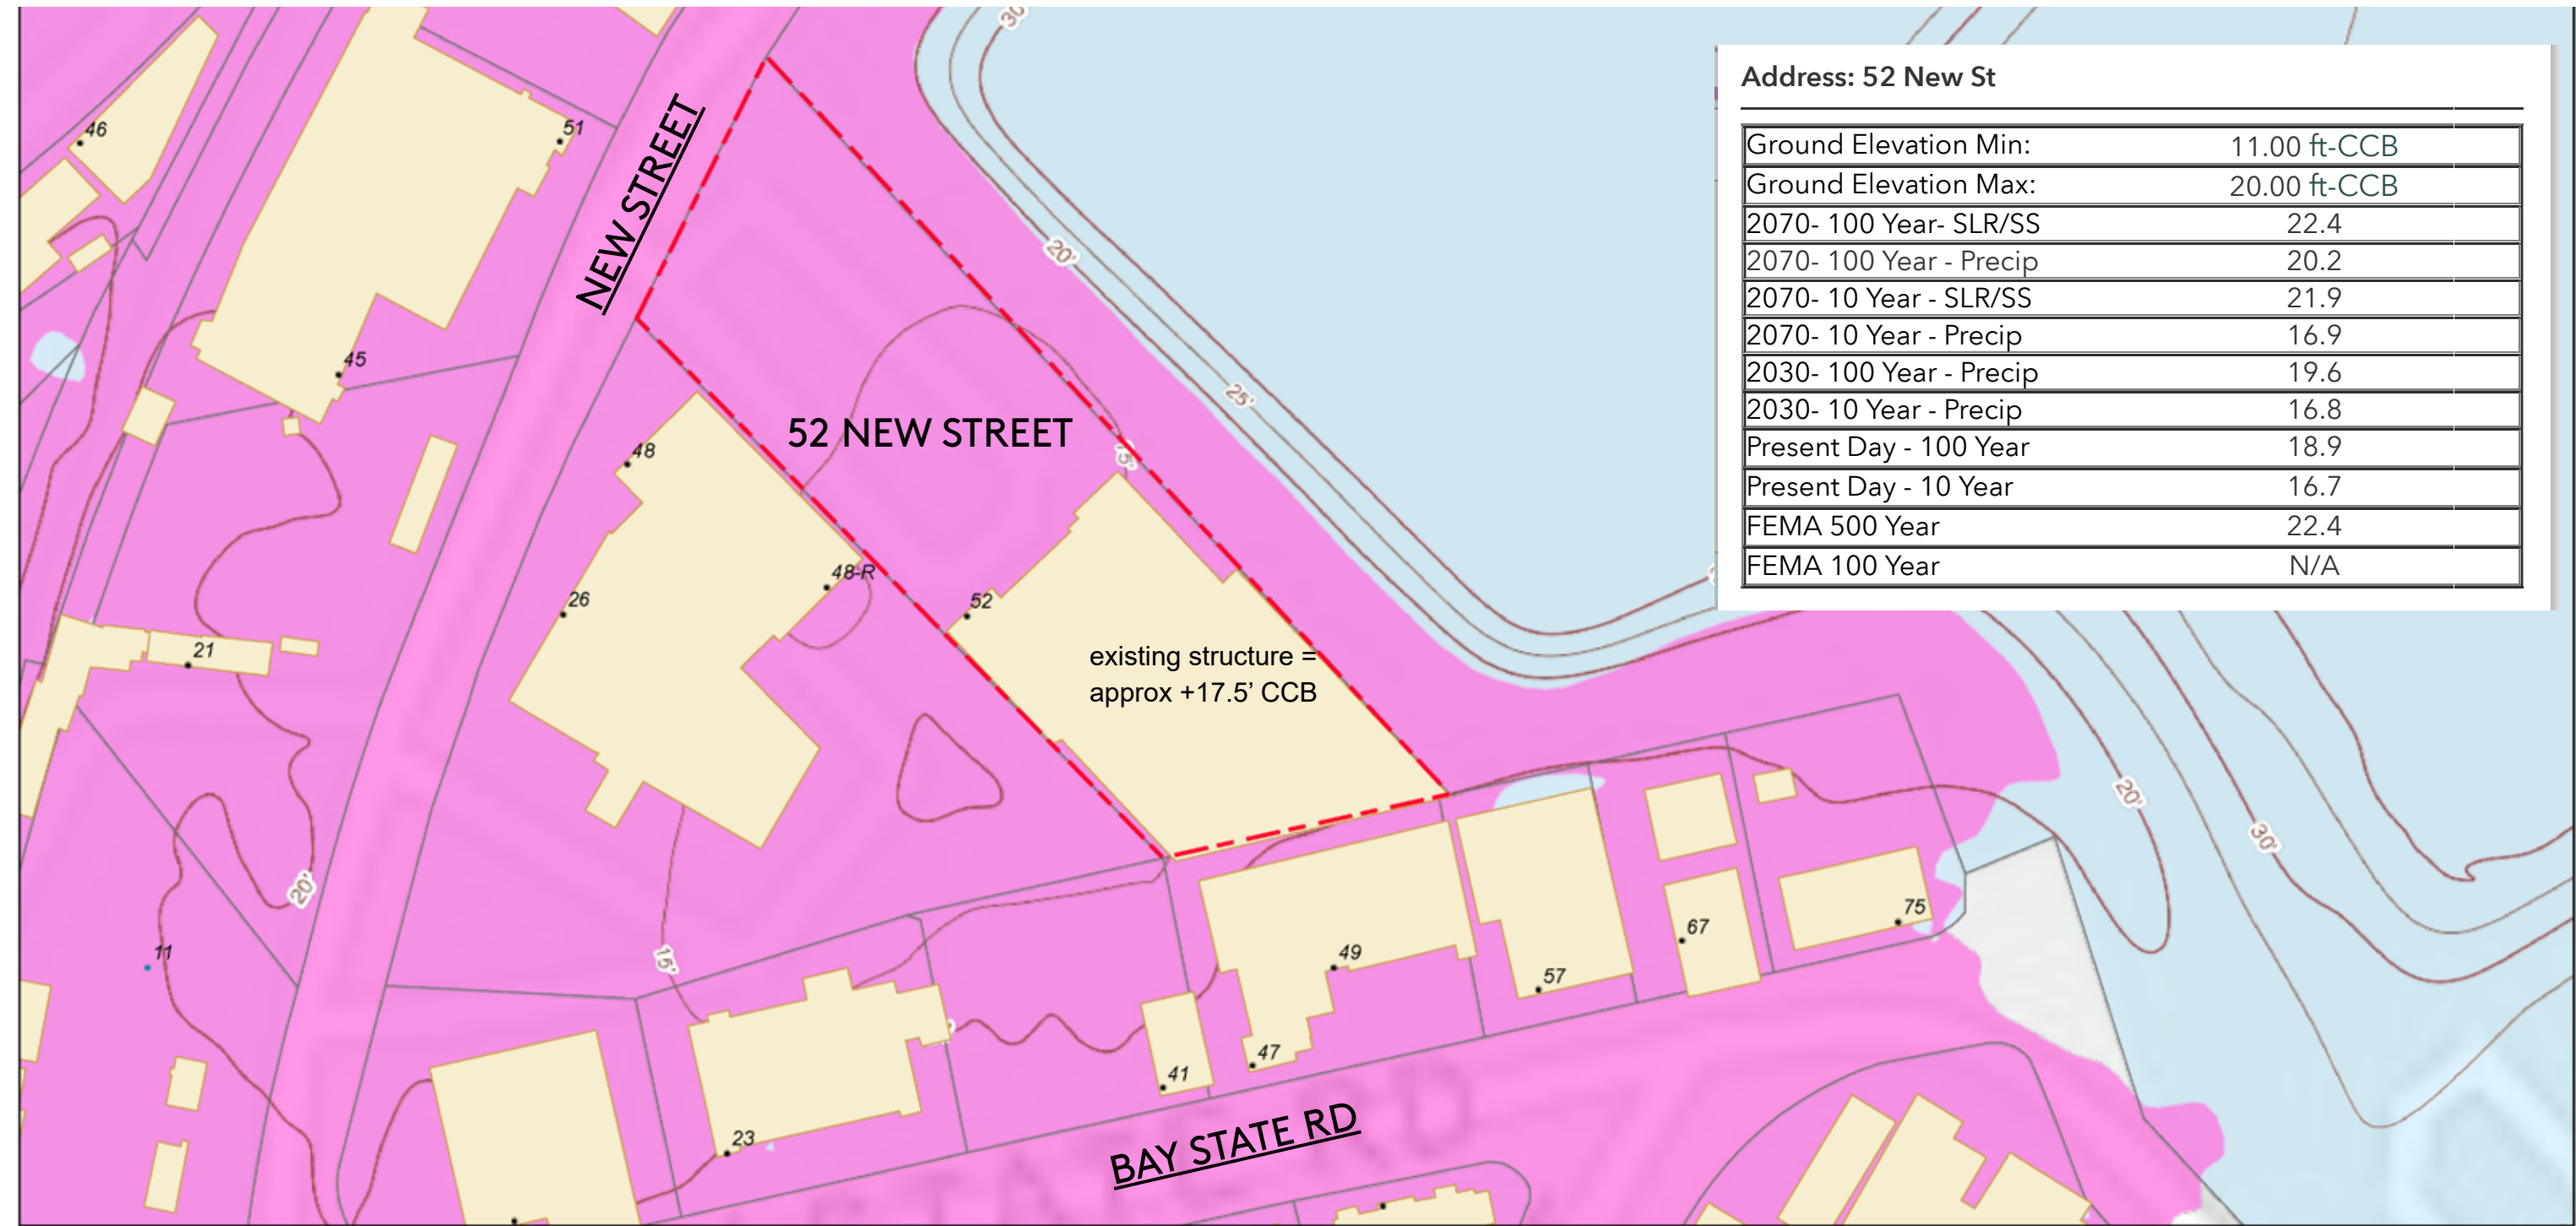 Address: 52 New St
Ground Elevation Min: 11.00 ft-CCB
Ground Elevation Max: 20.00 ft-CCB
2070- 100 Year- SLR/SS 22.4
2070- 100 Year - Precip 20.2
2070- 10 Year - SLR/SS 21.9
2070- 10 Year - Precip 16.9
2030- 100 Year - Precip 19.6
2030- 10 Year - Precip 16.8
Present Day - 100 Year 18.9
Present Day - 10 Year 16.7
FEMA 500 Year 22.4
FEMA 100 Year N/A
30
46
51
NEW STREET
20'
45
25'
52 NEW STREET
48
15'
48-R
26
52
21
existing structure =
approx +17.5’ CCB
20'
30'
20'
75
67
11
49
15'
57
47
41
23
BAY STATE RD